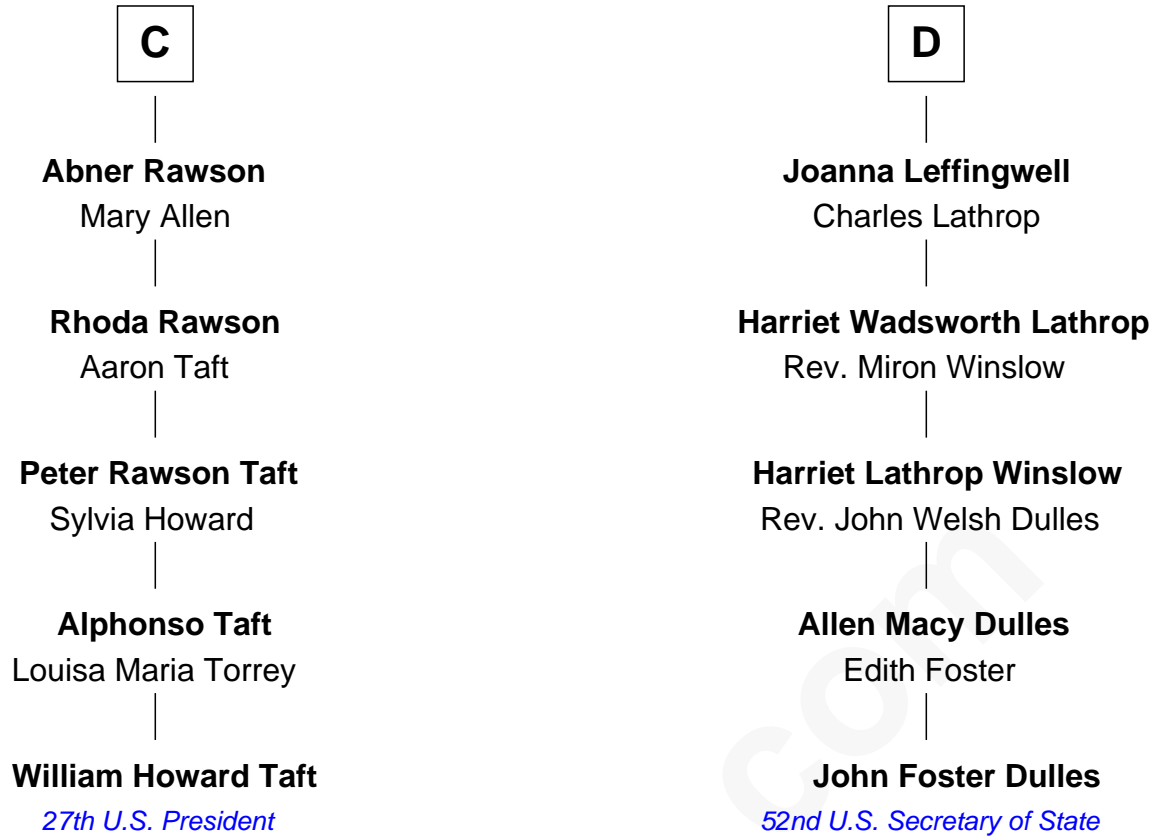 C
Abner Rawson
Mary Allen
Rhoda Rawson
Aaron Taft
Peter Rawson Taft
Sylvia Howard
Alphonso Taft
Louisa Maria Torrey
William Howard Taft
27th U.S. President
D
Joanna Leffingwell
Charles Lathrop
Harriet Wadsworth Lathrop
Rev. Miron Winslow
Harriet Lathrop Winslow
Rev. John Welsh Dulles
Allen Macy Dulles
Edith Foster
John Foster Dulles
52nd U.S. Secretary of State
com